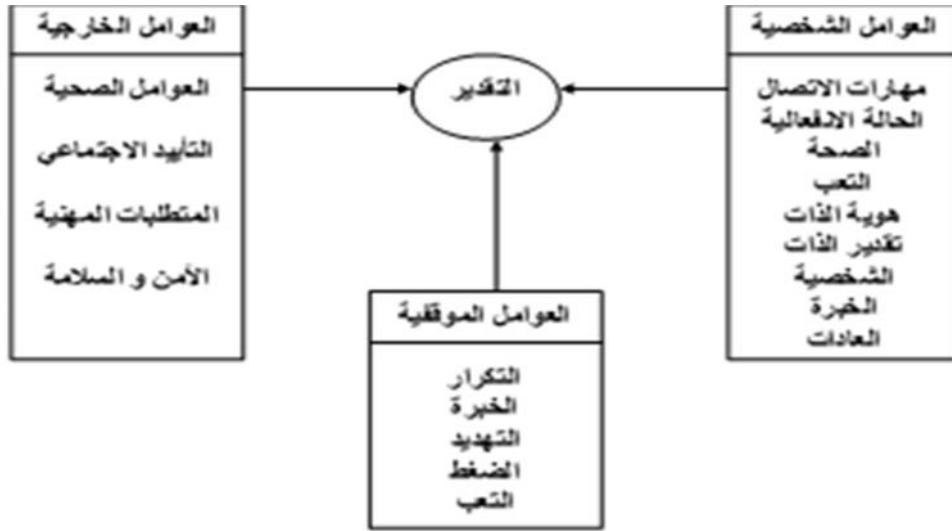 العوامل الشخصية
مهارات الاتصال
الحالة الانفعالية
الصحة
التعب
هوية الذات
تقدير الذات
الشخصية
الخبرة
العادات
التقدير
العوامل الخارجية
العوامل الصحية
التأييد الاجتماعي
المتطلبات المهنية
الأمن و السلامة
العوامل الموقفية
التكرار
الخبرة
التهديد
الضغط
التعب